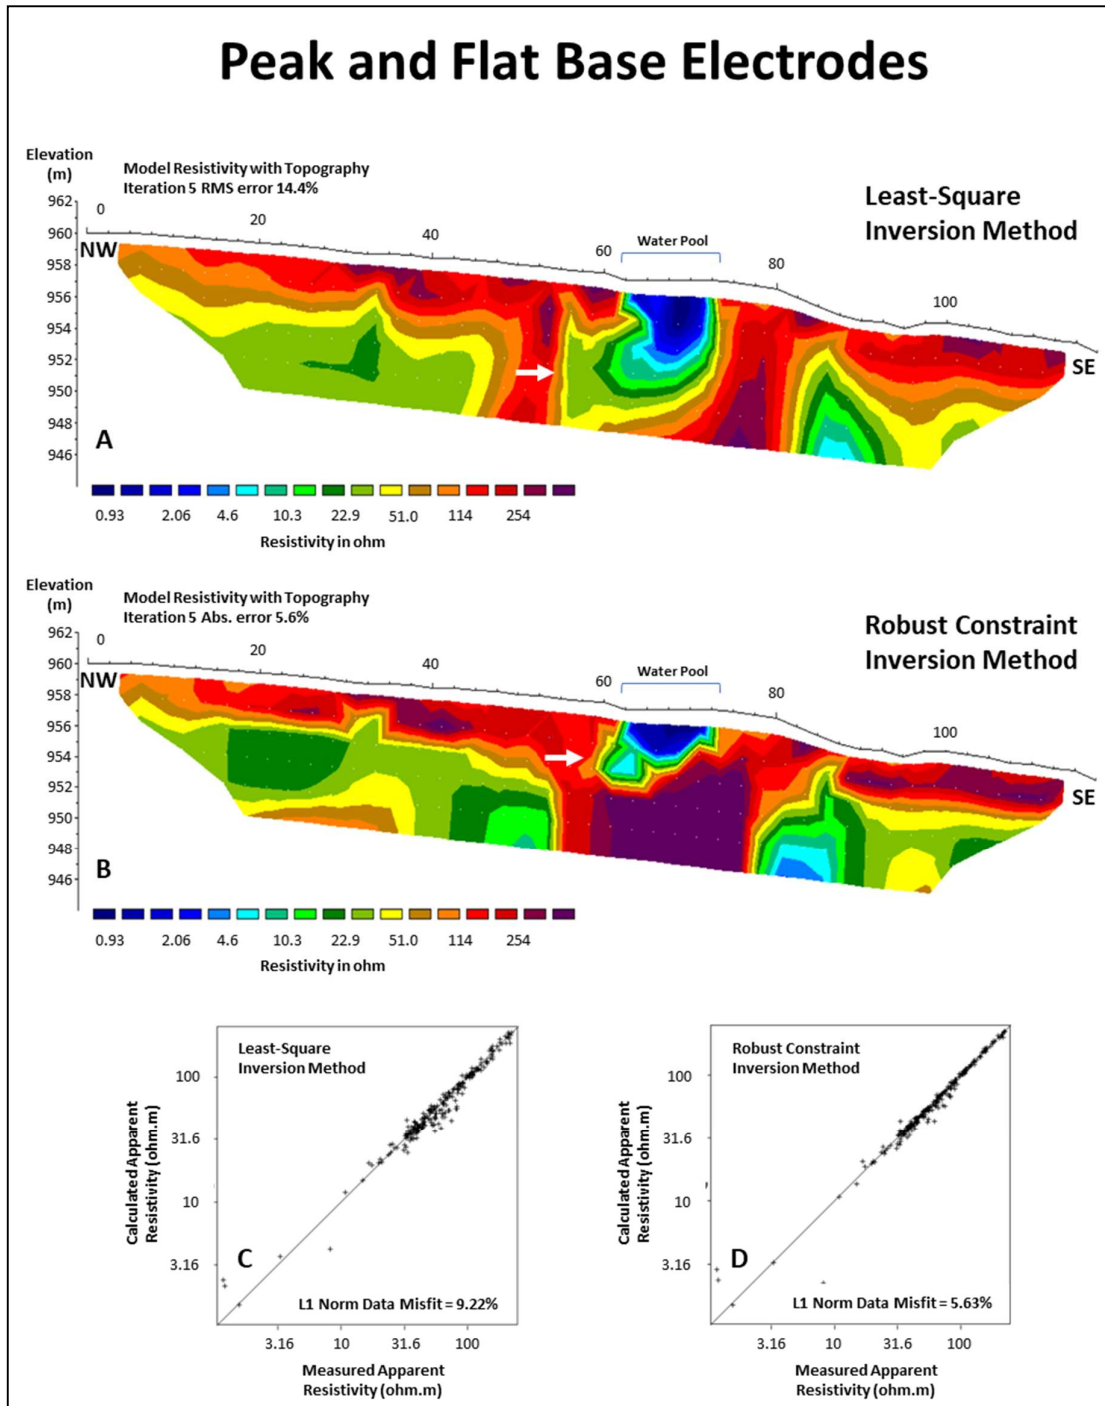 Peak and Flat Base Electrodes
Elevation
(m)
Model Resistivity with Topography
Iteration 5 RMS error 14.4%
Least-Square
Inversion Method
962
960
958
956
954
952
950
948
946
0
20
40
60
80
100
NW
Water Pool
SE
A
0.93 2.06 4.6 10.3 22.9 51.0 114 254
Resistivity in ohm
Elevation
(m)
Model Resistivity with Topography
Iteration 5 Abs. error 5.6%
Robust Constraint
Inversion Method
962
960
958
956
954
952
950
948
946
0
20
40
60
80
100
NW
Water Pool
SE
B
0.93 2.06 4.6 10.3 22.9 51.0 114 254
Resistivity in ohm
Least-Square
Inversion Method
Calculated Apparent
Resistivity (ohm.m)
100
31.6
10
3.16
C
L1 Norm Data Misfit = 9.22%
3.16 10 31.6 100
Measured Apparent
Resistivity (ohm.m)
Robust Constraint
Inversion Method
Calculated Apparent
Resistivity (ohm.m)
100
31.6
10
3.16
D
L1 Norm Data Misfit = 5.63%
3.16 10 31.6 100
Measured Apparent
Resistivity (ohm.m)